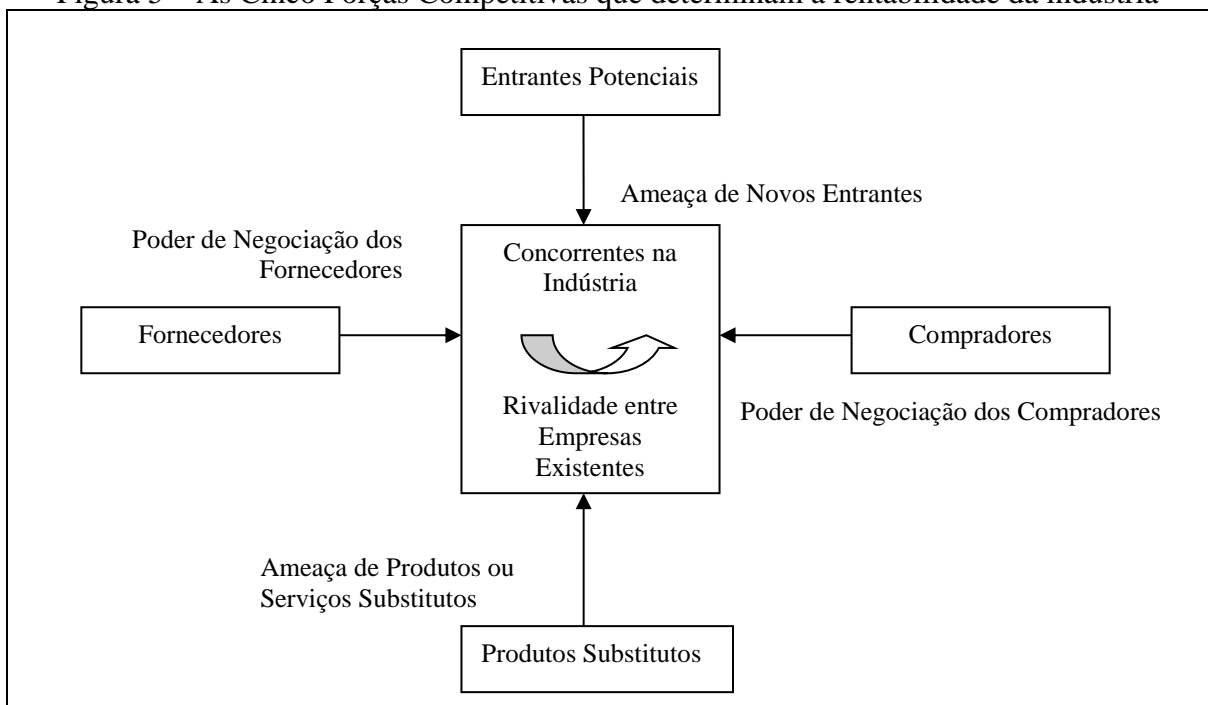 Figura 3 – As Cinco Forças Competitivas que determinam a rentabilidade da Indústria
Entrantes Potenciais
Ameaça de Novos Entrantes
Poder de Negociação dos
Fornecedores
Concorrentes na
Indústria
Fornecedores
Compradores
Rivalidade entre
Empresas
Existentes
Poder de Negociação dos Compradores
Ameaça de Produtos ou
Serviços Substitutos
Produtos Substitutos